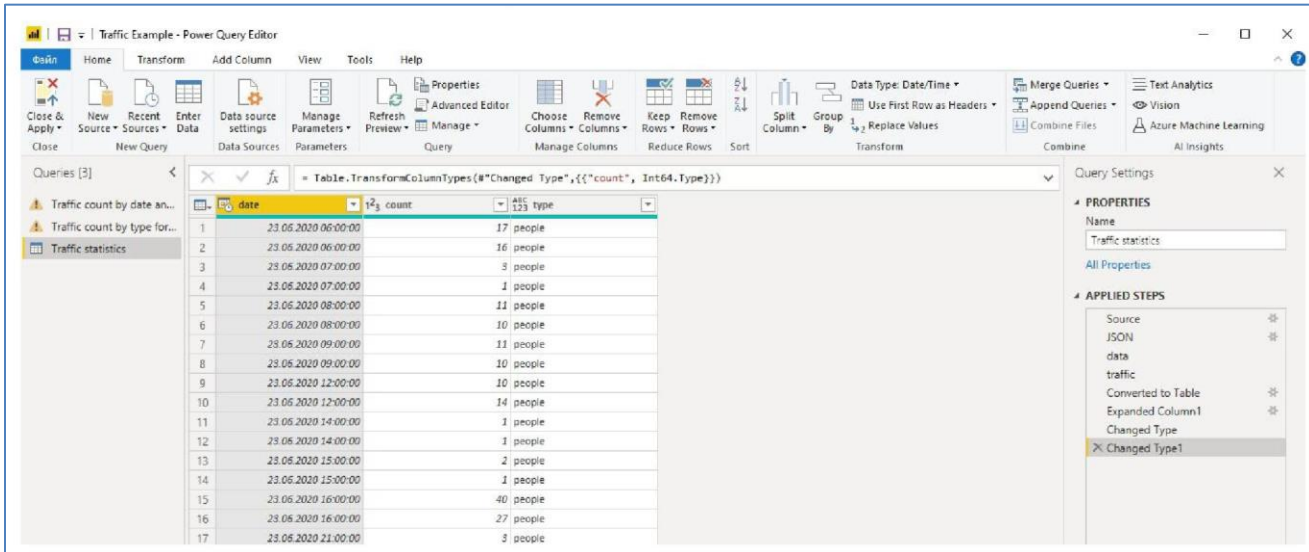 Traffic Example - Power Query Editor
Файл Home Transform Add Column View Tools Help
Close & Apply
New Source
Recent Sources
Enter Data
Data source settings
Manage Parameters
Refresh Preview
Properties
Advanced Editor
Manage
Choose Columns
Remove Columns
Keep Rows
Remove Rows
Split Column
Group By
Data Type: Date/Time
Use First Row as Headers
Replace Values
Merge Queries
Append Queries
Combine Files
Text Analytics
Vision
Azure Machine Learning
Close New Query Data Sources Parameters Query Manage Columns Reduce Rows Sort Transform Combine AI Insights
Queries [3]
Traffic count by date an...
Traffic count by type for...
Traffic statistics
fx = Table.TransformColumnTypes(#"Changed Type",{{"count", Int64.Type}})
date 123 count ABC 123 type
1 23.06.2020 06:00:00 17 people
2 23.06.2020 06:00:00 16 people
3 23.06.2020 07:00:00 3 people
4 23.06.2020 07:00:00 1 people
5 23.06.2020 08:00:00 11 people
6 23.06.2020 08:00:00 10 people
7 23.06.2020 09:00:00 11 people
8 23.06.2020 09:00:00 10 people
9 23.06.2020 12:00:00 10 people
10 23.06.2020 12:00:00 14 people
11 23.06.2020 14:00:00 1 people
12 23.06.2020 14:00:00 1 people
13 23.06.2020 15:00:00 2 people
14 23.06.2020 15:00:00 1 people
15 23.06.2020 16:00:00 40 people
16 23.06.2020 16:00:00 27 people
17 23.06.2020 21:00:00 3 people
Query Settings
PROPERTIES
Name
Traffic statistics
All Properties
APPLIED STEPS
Source
JSON
data
traffic
Converted to Table
Expanded Column1
Changed Type
Changed Type1